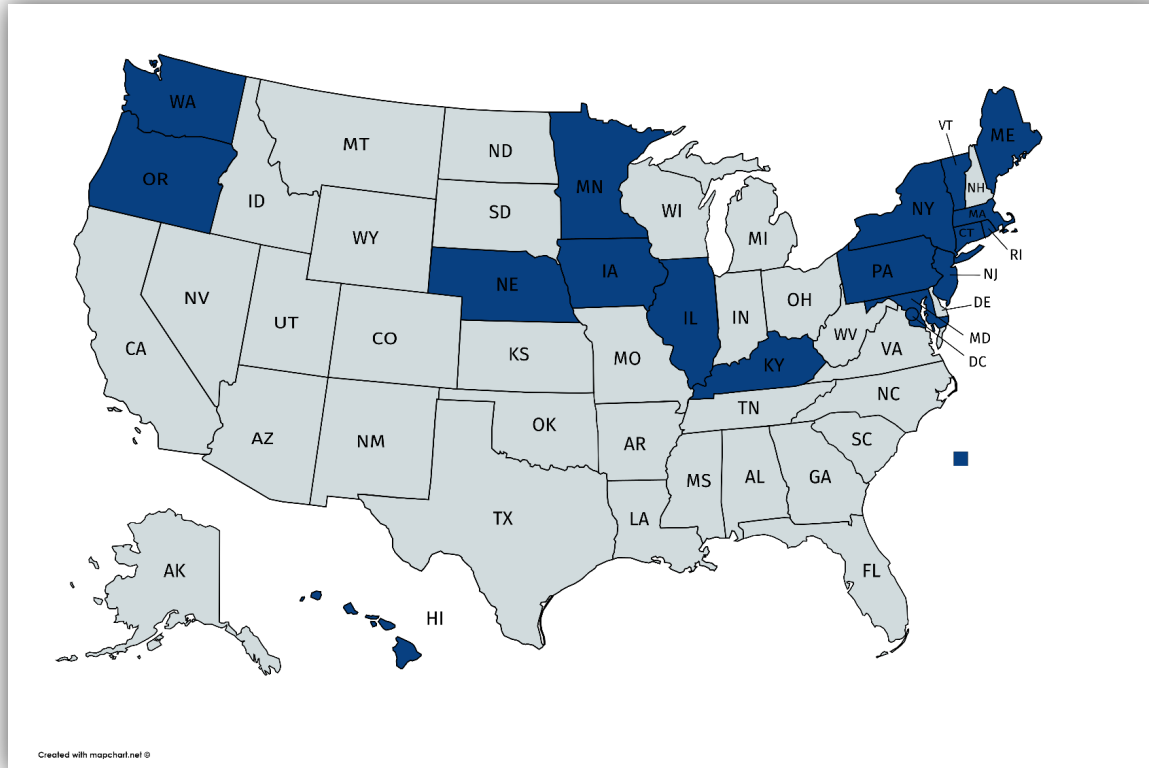 WA
OR
CA
NV
ID
MT
WY
UT
AZ
CO
NM
ND
SD
NE
KS
OK
TX
MN
IA
MO
AR
LA
WI
IL
MI
IN
OH
KY
TN
MS
AL
GA
FL
SC
NC
VA
WV
PA
NY
VT
NH
ME
MA
CT
RI
NJ
DE
MD
DC
AK
HI
Created with mapchart.net ©